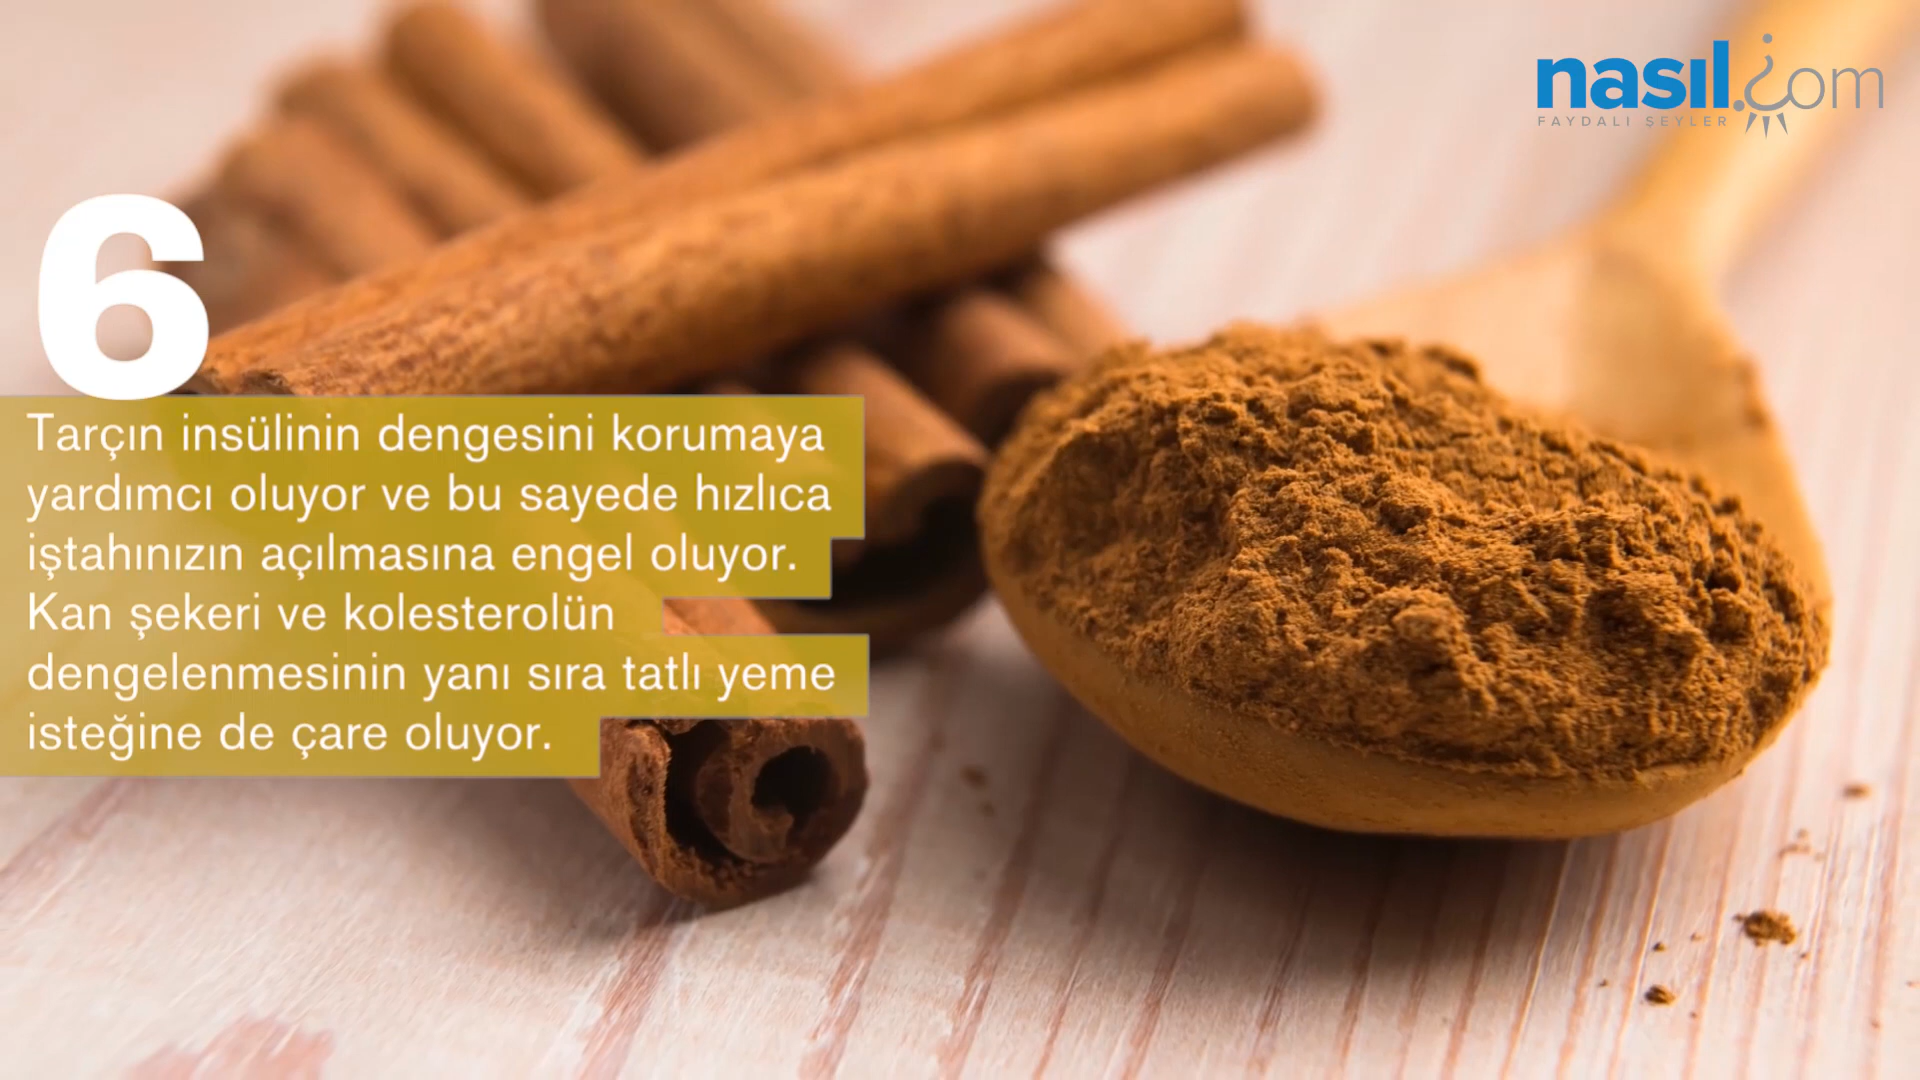 nasıl.com
FAYDALI ŞEYLER
6
Tarçın insülinin dengesini korumaya
yardımcı oluyor ve bu sayede hızlıca
iştahınızın açılmasına engel oluyor.
Kan şekeri ve kolesterolün
dengelenmesinin yanı sıra tatlı yeme
isteğine de çare oluyor.